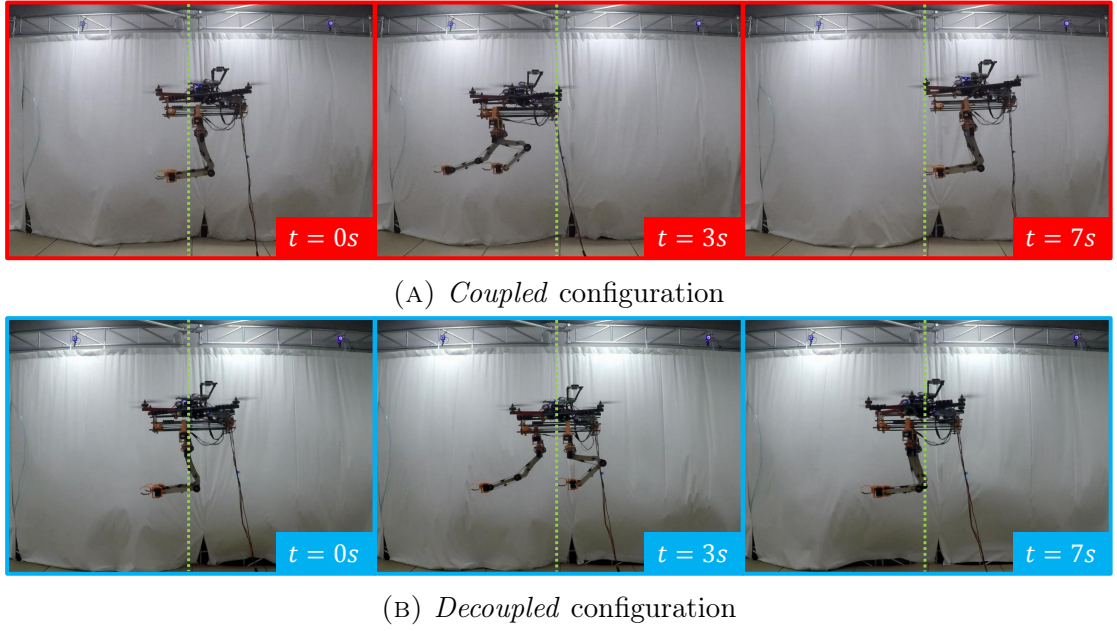 t = 0s
t = 3s
t = 7s
(A) Coupled configuration
t = 0s
t = 3s
t = 7s
(B) Decoupled configuration